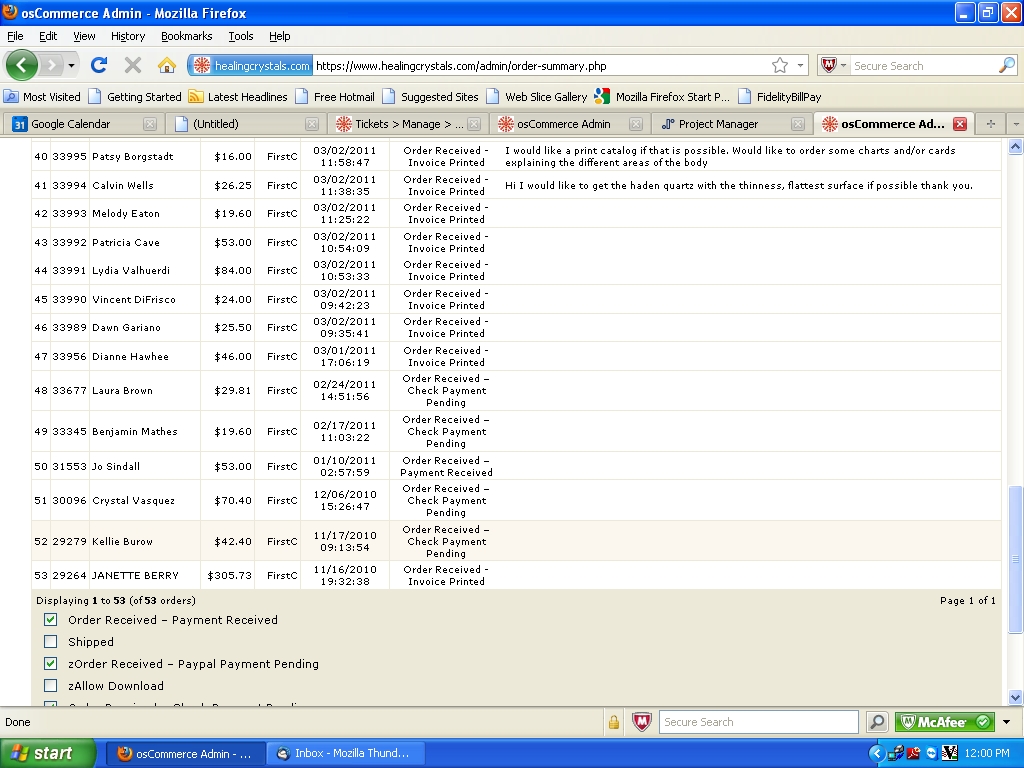 osCommerce Admin - Mozilla Firefox
File Edit View History Bookmarks Tools Help
healingcrystals.com https://www.healingcrystals.com/admin/order-summary.php Secure Search
Most Visited Getting Started Latest Headlines Free Hotmail Suggested Sites Web Slice Gallery Mozilla Firefox Start P... FidelityBillPay
31 Google Calendar (Untitled) Tickets > Manage > ... osCommerce Admin Project Manager osCommerce Ad...
40 33995 Patsy Borgstadt $16.00 FirstC 03/02/2011 11:58:47 Order Received - Invoice Printed I would like a print catalog if that is possible. Would like to order some charts and/or cards explaining the different areas of the body
41 33994 Calvin Wells $26.25 FirstC 03/02/2011 11:38:35 Order Received - Invoice Printed Hi I would like to get the haden quartz with the thinness, flattest surface if possible thank you.
42 33993 Melody Eaton $19.60 FirstC 03/02/2011 11:25:22 Order Received - Invoice Printed
43 33992 Patricia Cave $53.00 FirstC 03/02/2011 10:54:09 Order Received - Invoice Printed
44 33991 Lydia Valhuerdi $84.00 FirstC 03/02/2011 10:53:33 Order Received - Invoice Printed
45 33990 Vincent DiFrisco $24.00 FirstC 03/02/2011 09:42:23 Order Received - Invoice Printed
46 33989 Dawn Gariano $25.50 FirstC 03/02/2011 09:35:41 Order Received - Invoice Printed
47 33956 Dianne Hawhee $46.00 FirstC 03/01/2011 17:06:19 Order Received - Invoice Printed
48 33677 Laura Brown $29.81 FirstC 02/24/2011 14:51:56 Order Received – Check Payment Pending
49 33345 Benjamin Mathes $19.60 FirstC 02/17/2011 11:03:22 Order Received – Check Payment Pending
50 31553 Jo Sindall $53.00 FirstC 01/10/2011 02:57:59 Order Received – Payment Received
51 30096 Crystal Vasquez $70.40 FirstC 12/06/2010 15:26:47 Order Received – Check Payment Pending
52 29279 Kellie Burow $42.40 FirstC 11/17/2010 09:13:54 Order Received – Check Payment Pending
53 29264 JANETTE BERRY $305.73 FirstC 11/16/2010 19:32:38 Order Received - Invoice Printed
Displaying 1 to 53 (of 53 orders) Page 1 of 1
Order Received – Payment Received
Shipped
zOrder Received – Paypal Payment Pending
zAllow Download
Done Secure Search McAfee
start osCommerce Admin - ... Inbox - Mozilla Thund... 12:00 PM